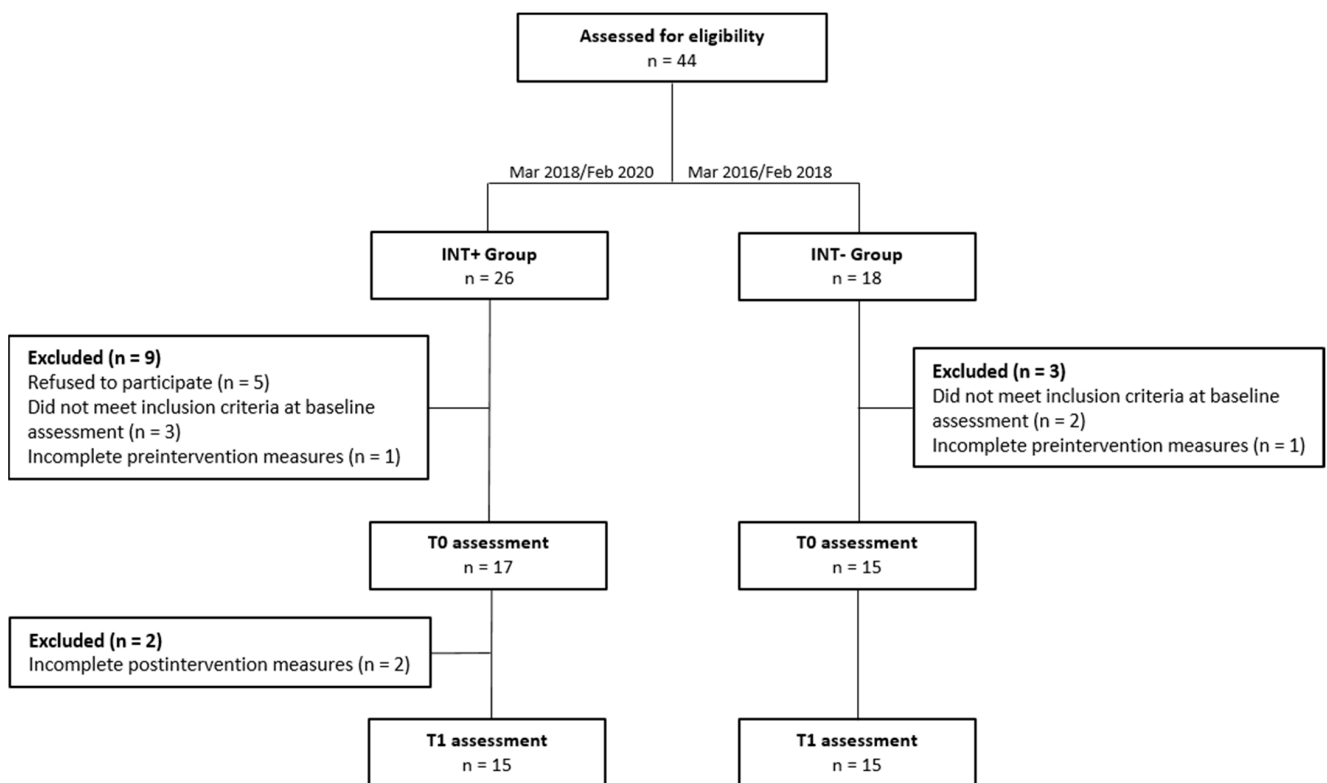 Assessed for eligibility
n = 44
Mar 2018/Feb 2020
Mar 2016/Feb 2018
INT+ Group
n = 26
INT- Group
n = 18
Excluded (n = 9)
Refused to participate (n = 5)
Did not meet inclusion criteria at baseline
assessment (n = 3)
Incomplete preintervention measures (n = 1)
Excluded (n = 3)
Did not meet inclusion criteria at baseline
assessment (n = 2)
Incomplete preintervention measures (n = 1)
T0 assessment
n = 17
T0 assessment
n = 15
Excluded (n = 2)
Incomplete postintervention measures (n = 2)
T1 assessment
n = 15
T1 assessment
n = 15